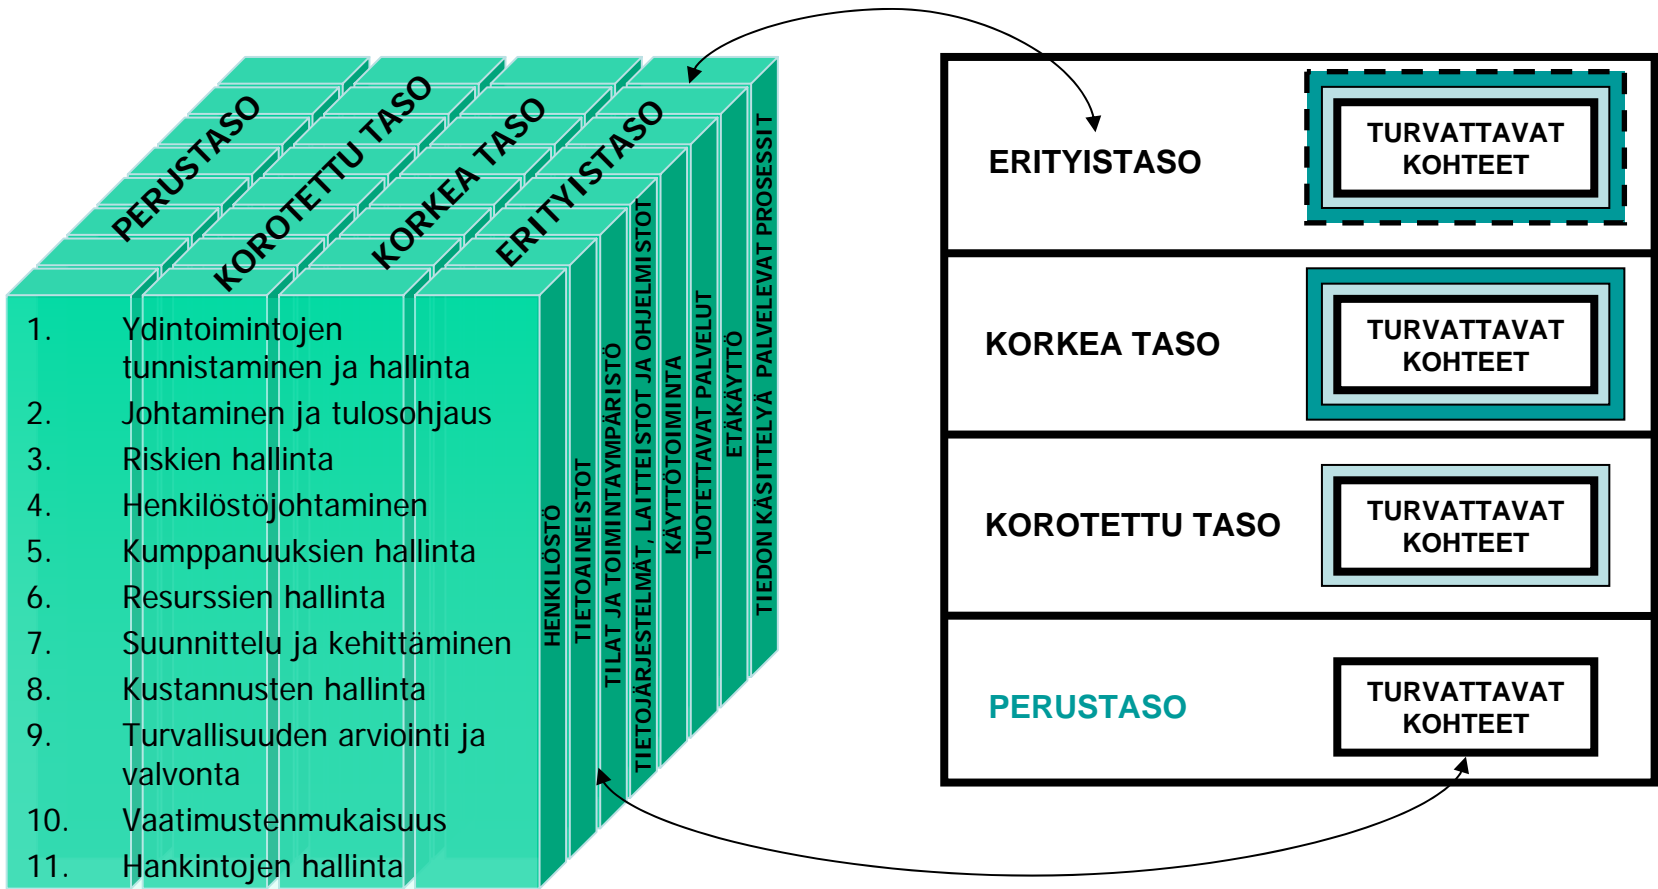 PERUSTASO
KOROTETTU TASO
KORKEA TASO
ERITYISTASO
1. Ydintoimintojen
tunnistaminen ja hallinta
2. Johtaminen ja tulosohjaus
3. Riskien hallinta
4. Henkilöstöjohtaminen
5. Kumppanuuksien hallinta
6. Resurssien hallinta
7. Suunnittelu ja kehittäminen
8. Kustannusten hallinta
9. Turvallisuuden arviointi ja
valvonta
10. Vaatimustenmukaisuus
11. Hankintojen hallinta
HENKILÖSTÖ
TIETOAINEISTOT
TILAT JA TOIMINTAYMPÄRISTÖ
TIETOJÄRJESTELMÄT, LAITTEISTOT JA OHJELMISTOT
KÄYTTÖTOIMINTA
TUOTETTAVAT PALVELUT
ETÄKÄYTTÖ
TIEDON KÄSITTELYÄ PALVELEVAT PROSESSIT
ERITYISTASO
TURVATTAVAT
KOHTEET
KORKEA TASO
TURVATTAVAT
KOHTEET
KOROTETTU TASO
TURVATTAVAT
KOHTEET
PERUSTASO
TURVATTAVAT
KOHTEET